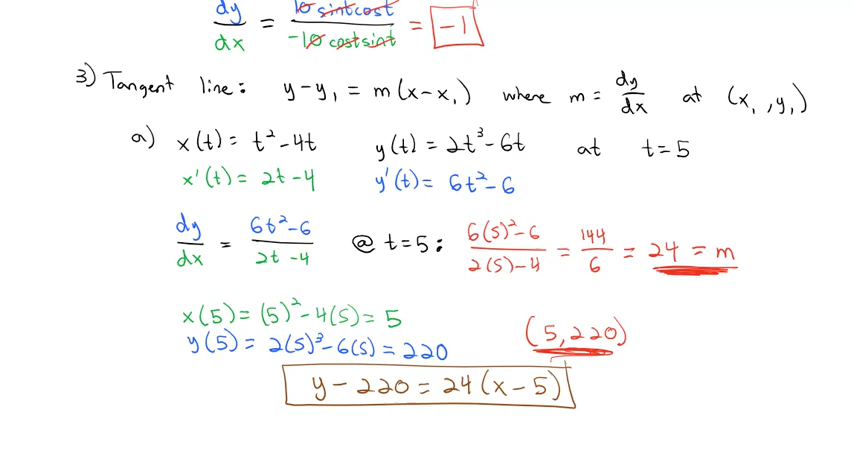 dy/dx = 10 sint cost / -10 cost sint = -1
3) Tangent line: y - y₁ = m(x - x₁) where m = dy/dx at (x₁, y₁)
a) x(t) = t² - 4t y(t) = 2t³ - 6t at t = 5
x'(t) = 2t - 4 y'(t) = 6t² - 6
dy/dx = 6t² - 6 / 2t - 4 @ t = 5: 6(5)² - 6 / 2(5) - 4 = 144/6 = 24 = m
x(5) = (5)² - 4(5) = 5
y(5) = 2(5)³ - 6(5) = 220 (5, 220)
y - 220 = 24(x - 5)